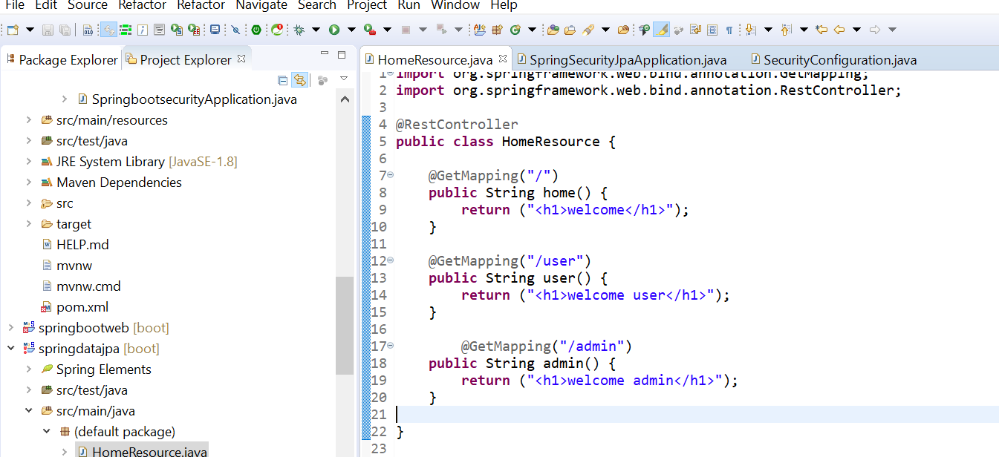 File Edit Source Refactor Refactor Navigate Search Project Run Window Help
Package Explorer Project Explorer
SpringbootsecurityApplication.java
src/main/resources
src/test/java
JRE System Library [JavaSE-1.8]
Maven Dependencies
src
target
HELP.md
mvnw
mvnw.cmd
pom.xml
springbootweb [boot]
springdatajpa [boot]
Spring Elements
src/test/java
src/main/java
(default package)
HomeResource.java
HomeResource.java SpringSecurityJpaApplication.java SecurityConfiguration.java
1 import org.springframework.web.bind.annotation.GetMapping;
2 import org.springframework.web.bind.annotation.RestController;
3
4 @RestController
5 public class HomeResource {
6
7 @GetMapping("/")
8 public String home() {
9 return ("<h1>welcome</h1>");
10 }
11
12 @GetMapping("/user")
13 public String user() {
14 return ("<h1>welcome user</h1>");
15 }
16
17 @GetMapping("/admin")
18 public String admin() {
19 return ("<h1>welcome admin</h1>");
20 }
21
22 }
23